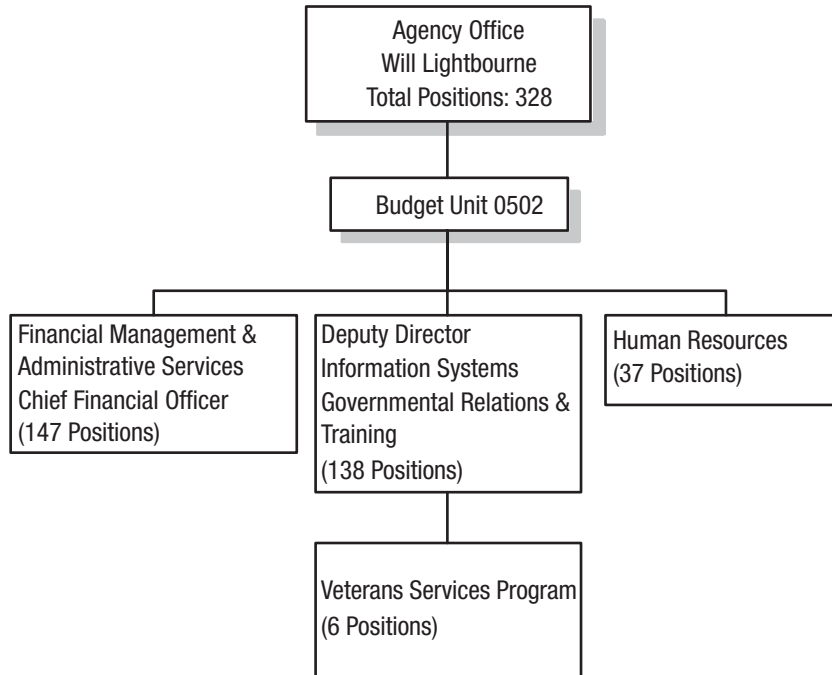 Agency Office
Will Lightbourne
Total Positions: 328
Budget Unit 0502
Financial Management &
Administrative Services
Chief Financial Officer
(147 Positions)
Deputy Director
Information Systems
Governmental Relations &
Training
(138 Positions)
Human Resources
(37 Positions)
Veterans Services Program
(6 Positions)